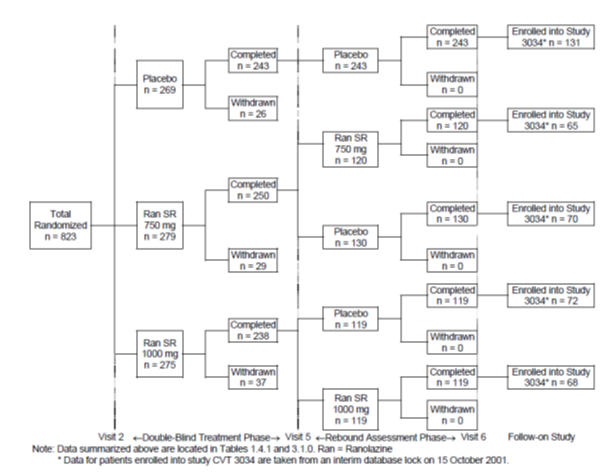 Total
Randomized
n = 823
Placebo
n = 269
Completed
n = 243
Withdrawn
n = 26
Ran SR
750 mg
n = 279
Completed
n = 250
Withdrawn
n = 29
Ran SR
1000 mg
n = 275
Completed
n = 238
Withdrawn
n = 37
Placebo
n = 243
Completed
n = 243
Withdrawn
n = 0
Enrolled into Study
3034* n = 131
Ran SR
750 mg
n = 120
Completed
n = 120
Withdrawn
n = 0
Enrolled into Study
3034* n = 65
Placebo
n = 130
Completed
n = 130
Withdrawn
n = 0
Enrolled into Study
3034* n = 70
Placebo
n = 119
Completed
n = 119
Withdrawn
n = 0
Enrolled into Study
3034* n = 72
Ran SR
1000 mg
n = 119
Completed
n = 119
Withdrawn
n = 0
Enrolled into Study
3034* n = 68
Visit 2 ←Double-Blind Treatment Phase→ Visit 5 ←Rebound Assessment Phase→ Visit 6 Follow-on Study
Note: Data summarized above are located in Tables 1.4.1 and 3.1.0. Ran = Ranolazine
* Data for patients enrolled into study CVT 3034 are taken from an interim database lock on 15 October 2001.